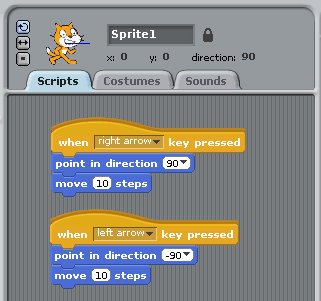 Sprite1
x: 0 y: 0 direction: 90
Scripts Costumes Sounds
when right arrow key pressed
point in direction 90
move 10 steps
when left arrow key pressed
point in direction -90
move 10 steps